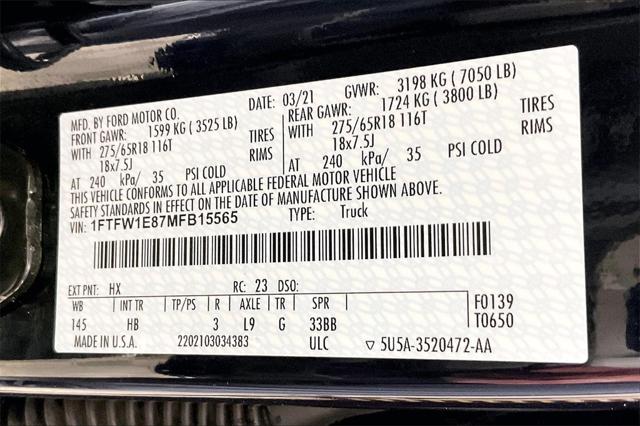 MFD. BY FORD MOTOR CO. DATE: 03/21 GVWR: 3198 KG ( 7050 LB)
FRONT GAWR: 1599 KG (3525 LB) REAR GAWR: 1724 KG ( 3800 LB)
WITH 275/65R18 116T TIRES WITH 275/65R18 116T TIRES
18x7.5J RIMS 18x7.5J RIMS
AT 240 kPa/ 35 PSI COLD AT 240 kPa/ 35 PSI COLD
THIS VEHICLE CONFORMS TO ALL APPLICABLE FEDERAL MOTOR VEHICLE
SAFETY STANDARDS IN EFFECT ON THE DATE OF MANUFACTURE SHOWN ABOVE.
VIN: 1FTFW1E87MFB15565 TYPE: Truck
EXT PNT: HX RC: 23 DSO:
WB INT TR TP/PS R AXLE TR SPR F0139
145 HB 3 L9 G 33BB T0650
MADE IN U.S.A. 2202103034383 ULC ▽ 5U5A-3520472-AA